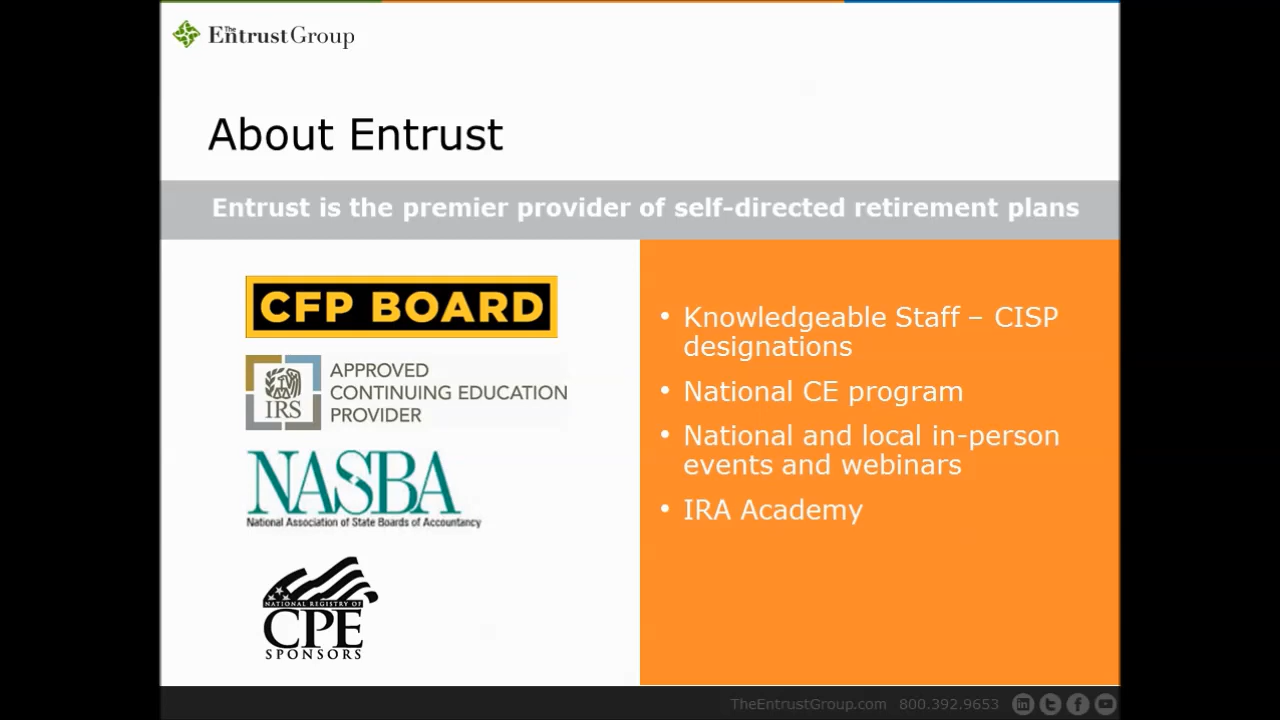 The EntrustGroup
About Entrust
Entrust is the premier provider of self-directed retirement plans
CFP BOARD
IRS
APPROVED
CONTINUING EDUCATION
PROVIDER
NASBA
National Association of State Boards of Accountancy
NATIONAL REGISTRY OF
CPE
SPONSORS
• Knowledgeable Staff – CISP
designations
• National CE program
• National and local in-person
events and webinars
• IRA Academy
TheEntrustGroup.com 800.392.9653